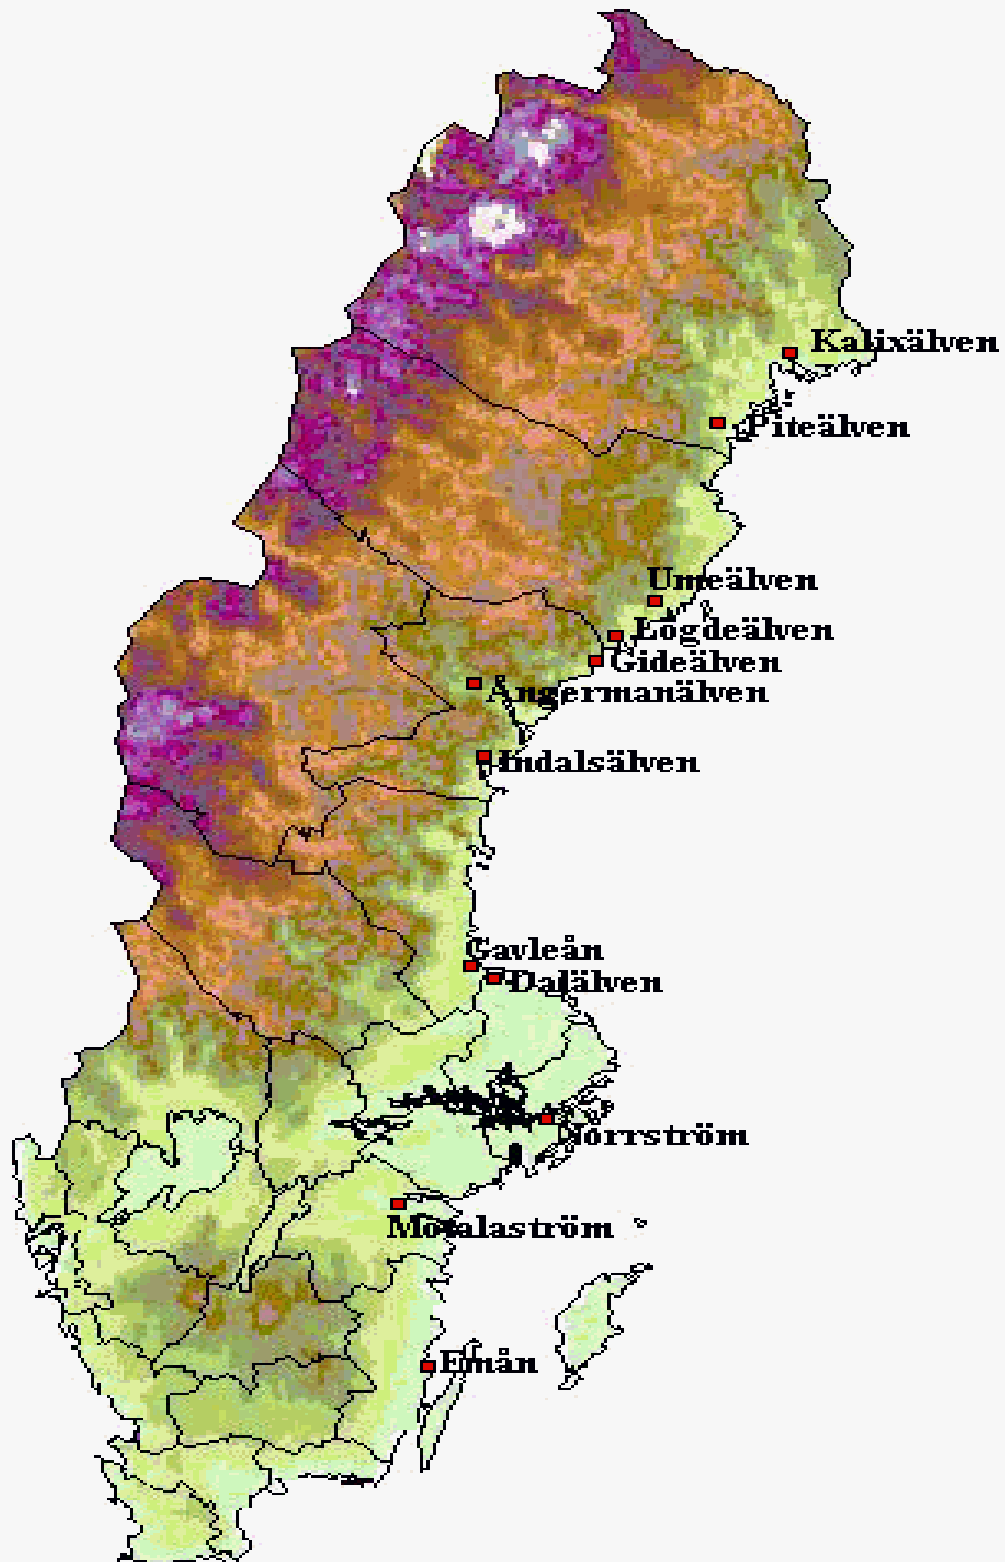 Kalixälven
Piteälven
Umeälven
Lögdeälven
Gideälven
Ångermanälven
Indalsälven
Gavleån
Dalälven
Norrström
Motalaström
Emån